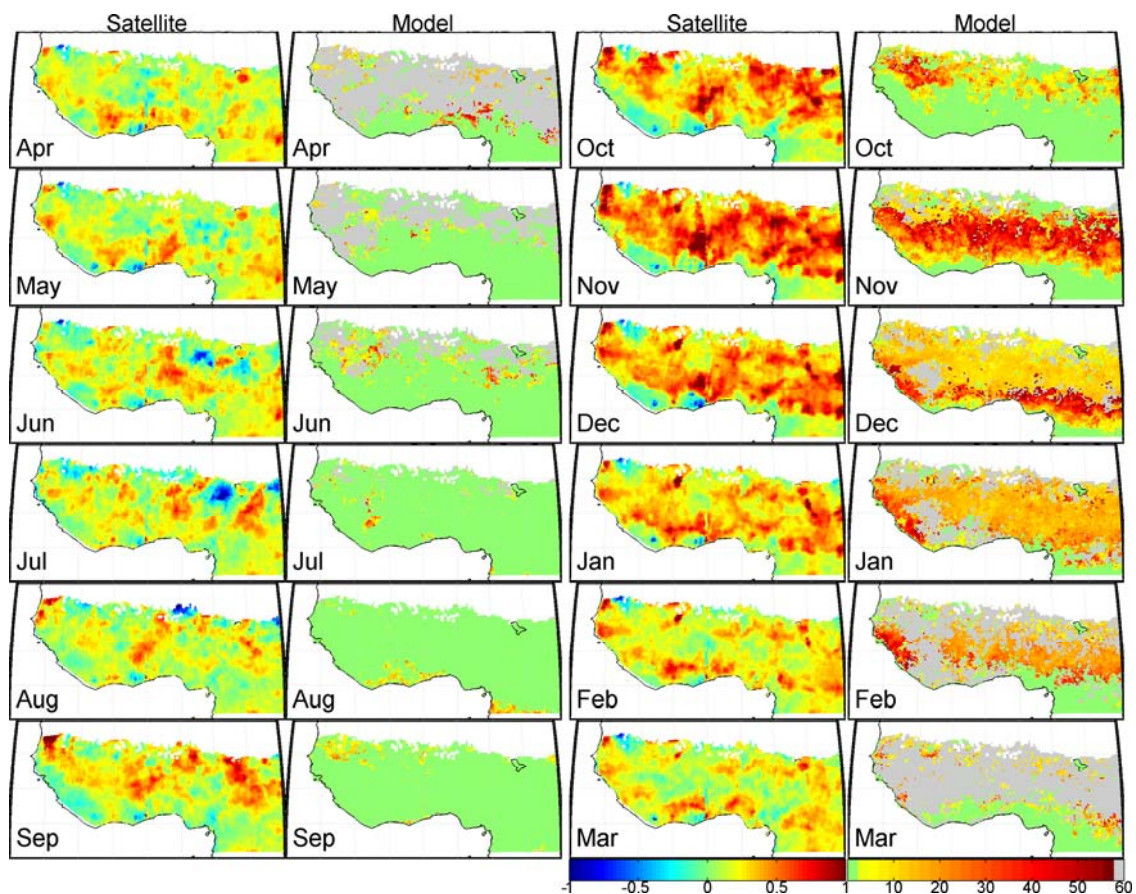 Satellite Model Satellite Model
Apr Apr Oct Oct
May May Nov Nov
Jun Jun Dec Dec
Jul Jul Jan Jan
Aug Aug Feb Feb
Sep Sep Mar Mar
-1 -0.5 0 0.5 1 10 20 30 40 50 60